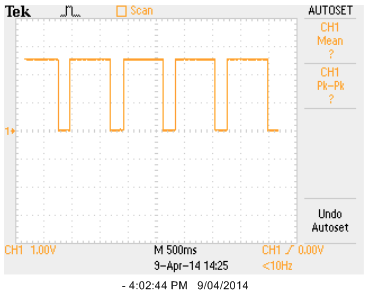 Tek Scan AUTOSET
CH1
Mean
?
CH1
Pk-Pk
?
1
Undo
Autoset
CH1 1.00V M 500ms CH1 0.00V
9-Apr-14 14:25 <10Hz
- 4:02:44 PM 9/04/2014